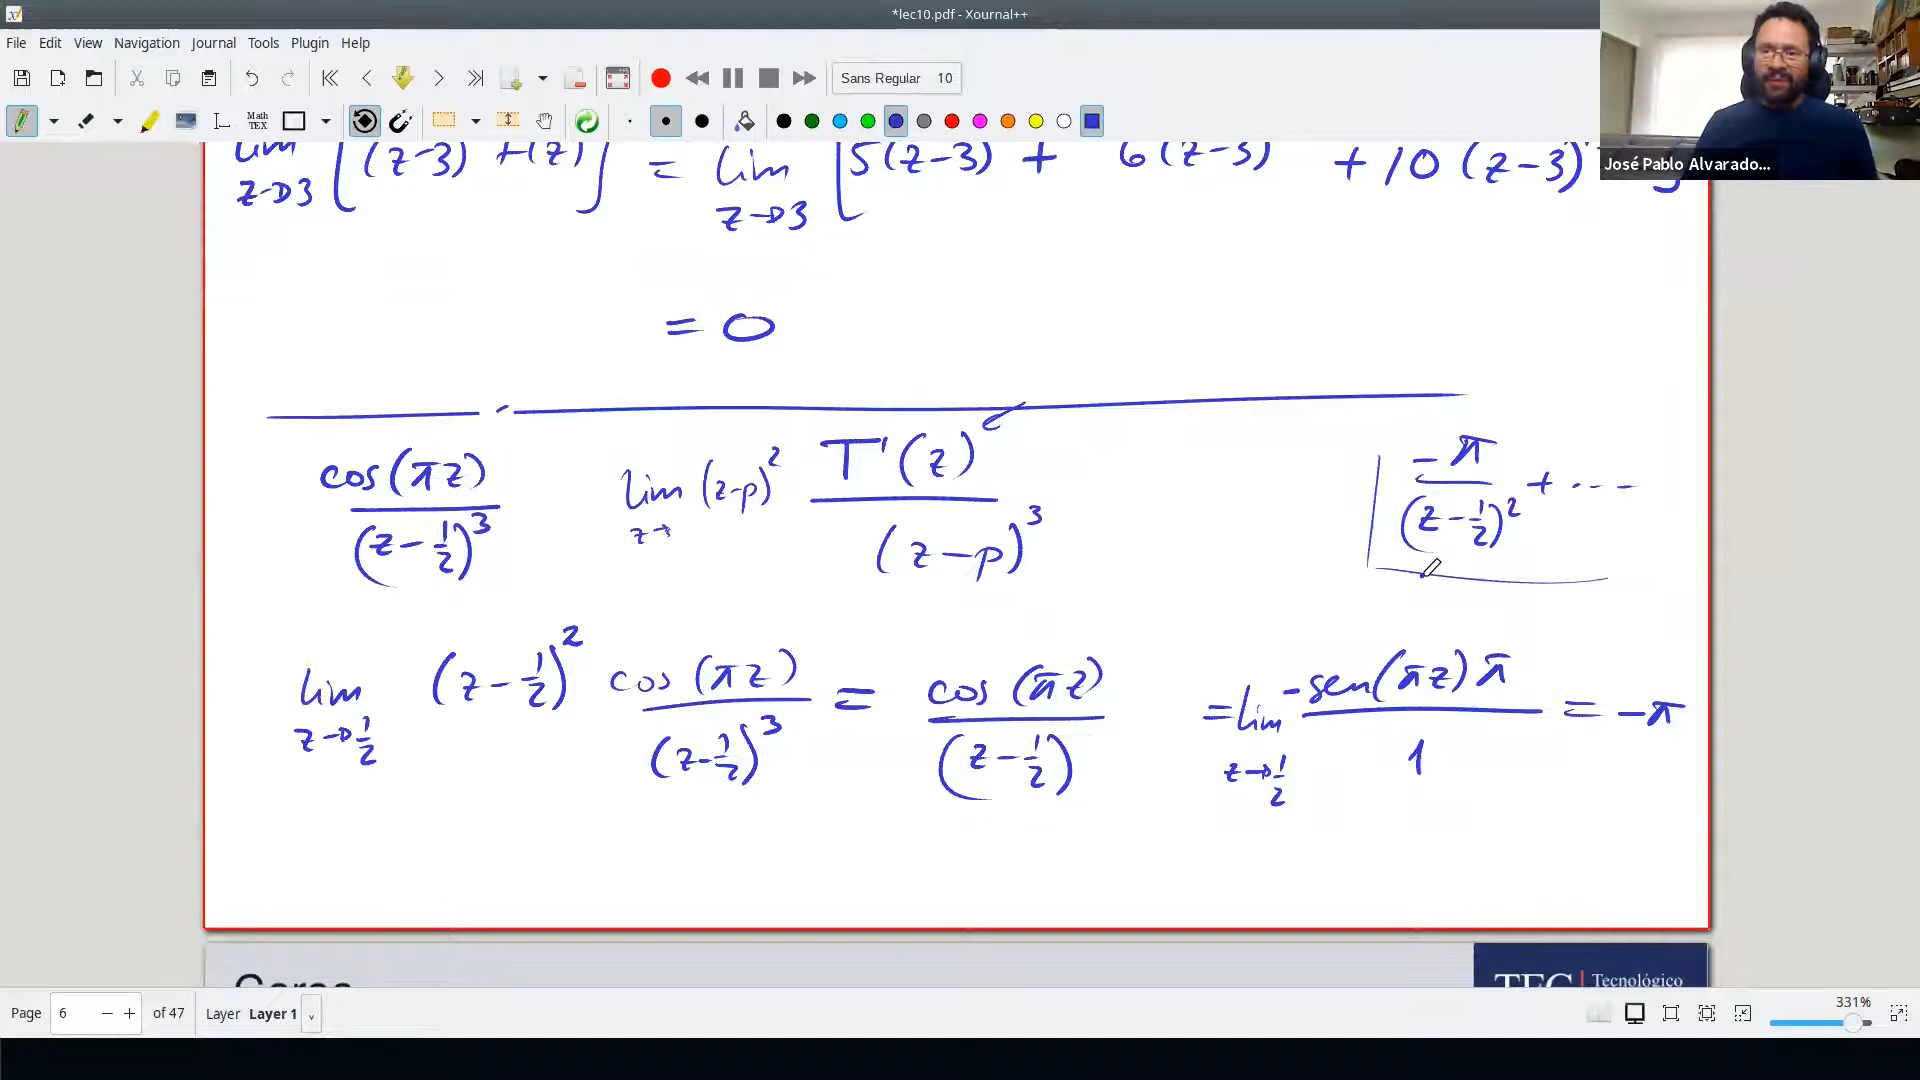 *lec10.pdf - Xournal++
File Edit View Navigation Journal Tools Plugin Help
Sans Regular 10
Math TEX
José Pablo Alvarado...
lim z→3 [(z-3) +(z)] = lim z→3 [5(z-3) + 6(z-3) + 10(z-3)
= 0
cos(πz) / (z - 1/2)^3
lim z→ (z-p)^2 T'(z) / (z-p)^3
-π / (z - 1/2)^2 + ...
lim z→1/2 (z - 1/2)^2 cos(πz) / (z - 1/2)^3 = cos(πz) / (z - 1/2) = lim z→1/2 -sen(πz)π / 1 = -π
TEC | Tecnológico
Page 6 of 47 Layer Layer 1 331%